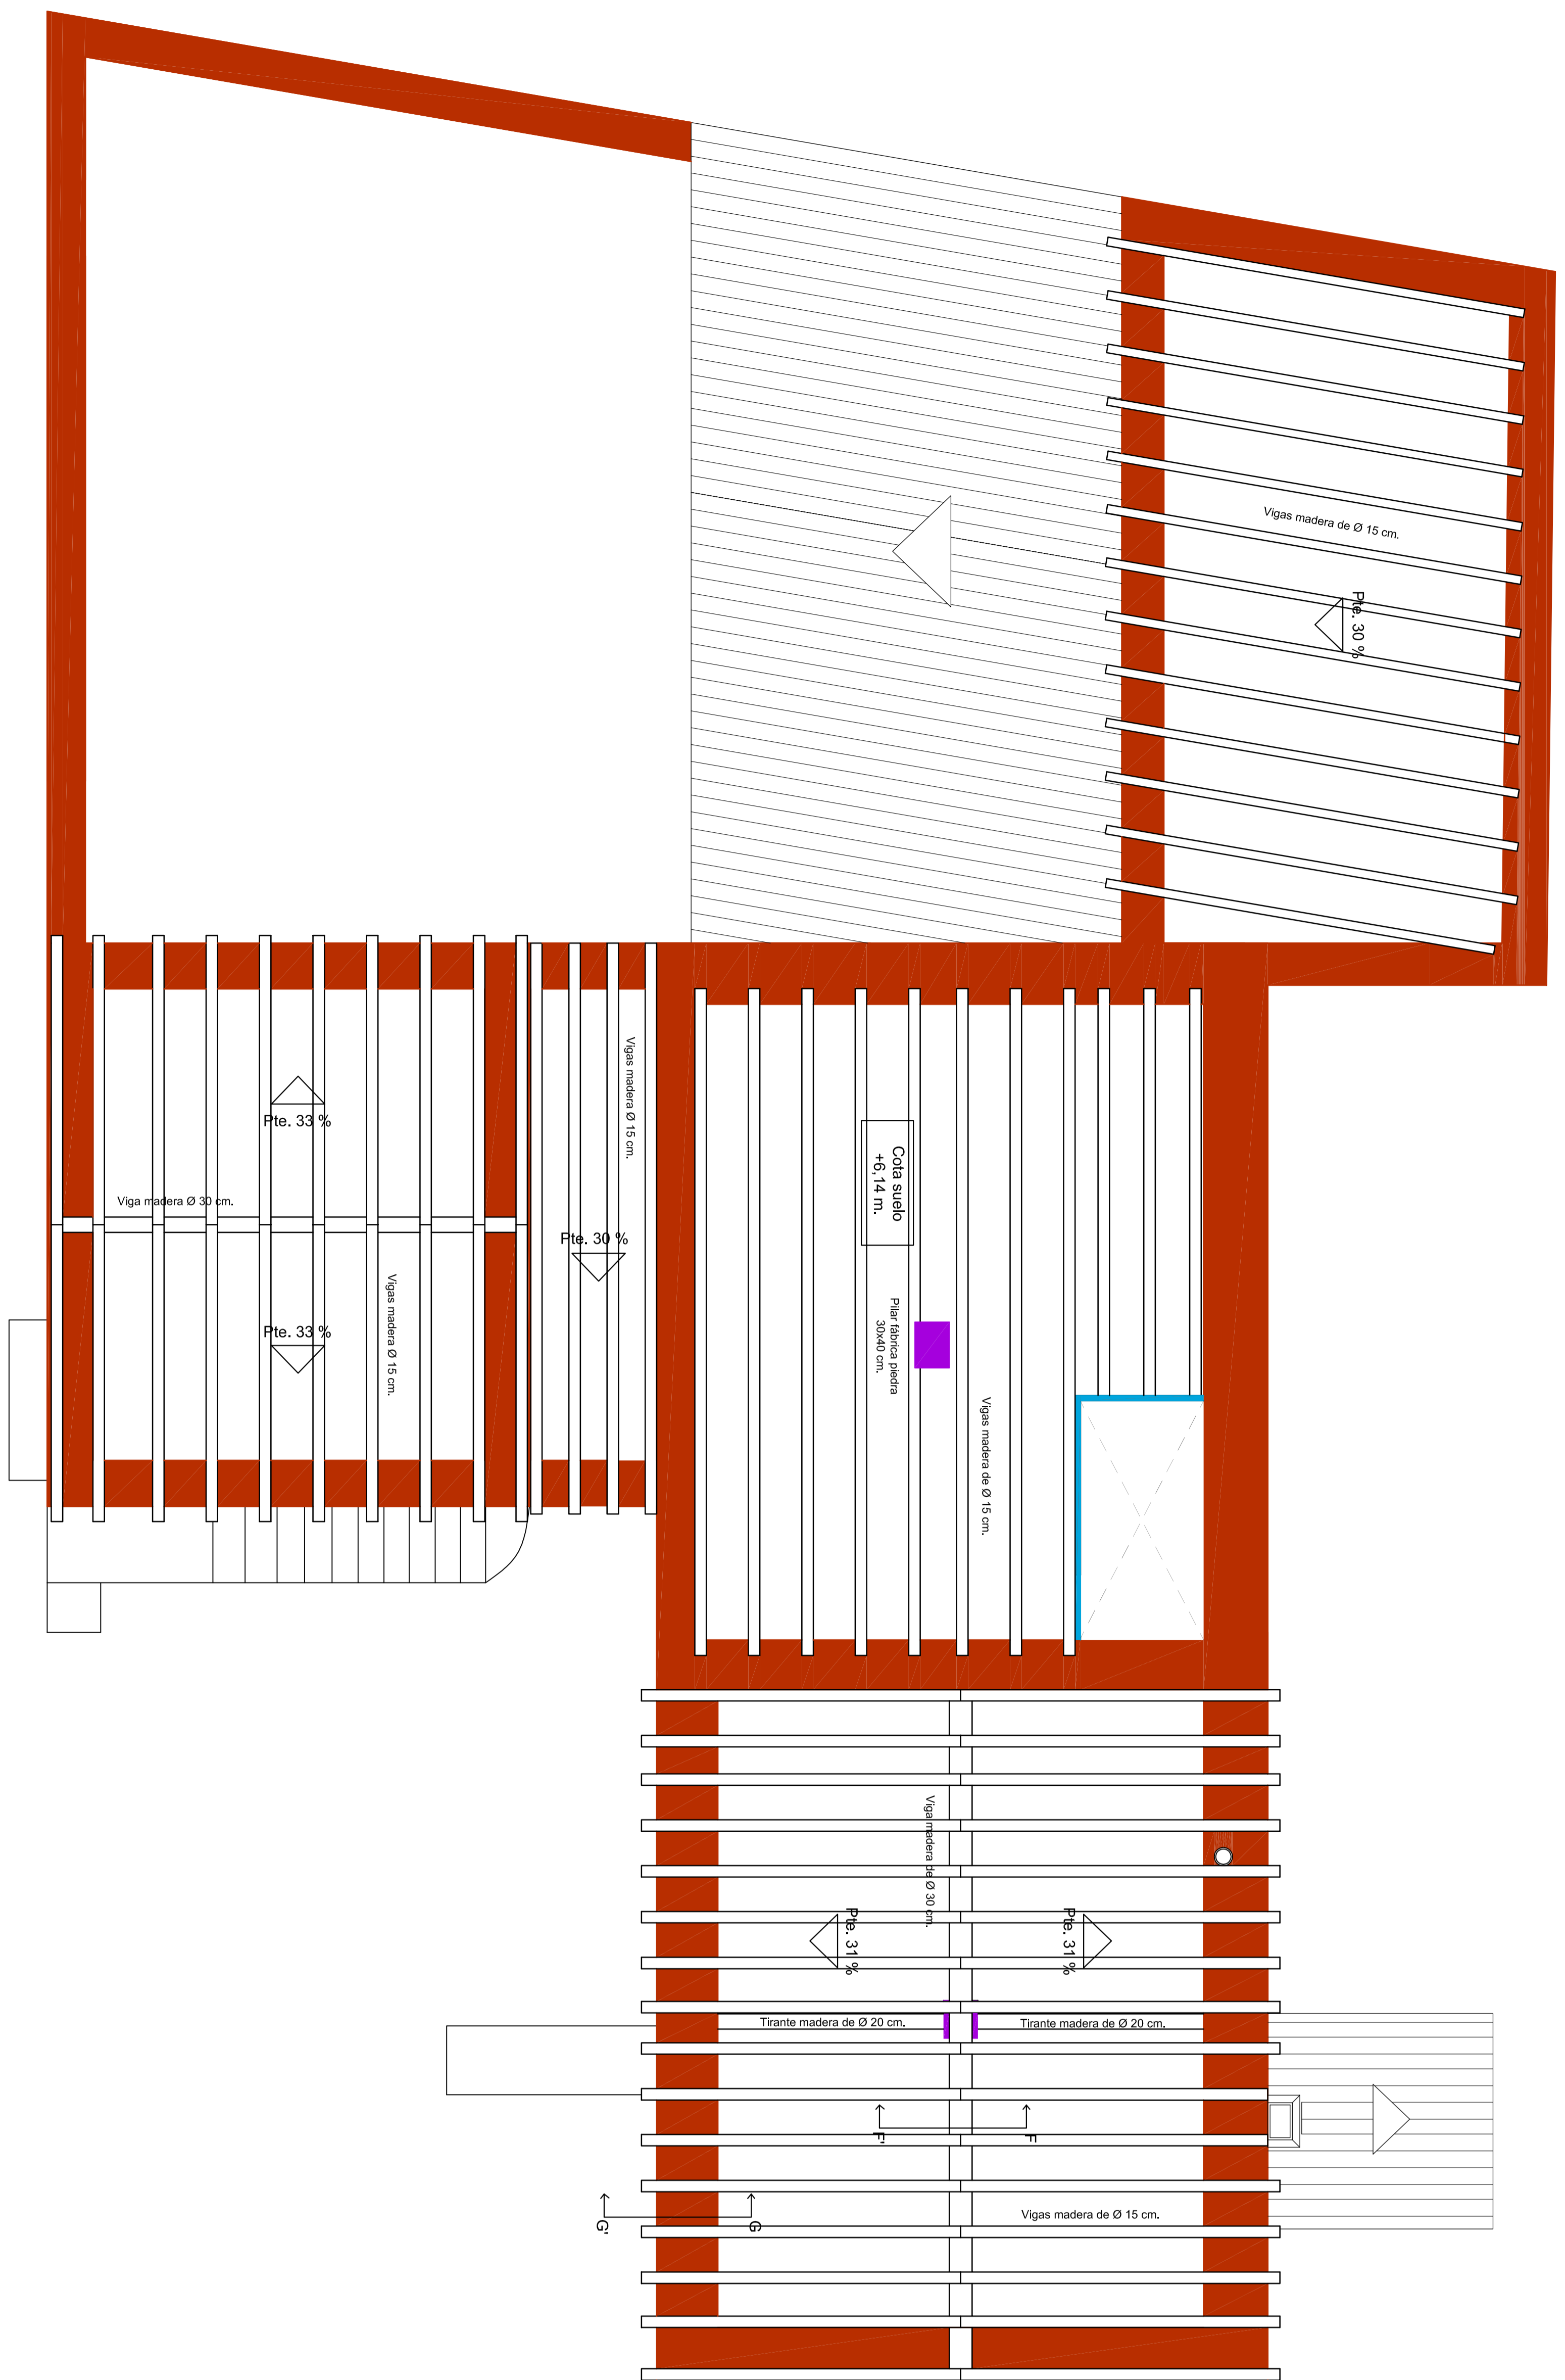 Vigas madera de Ø 15 cm.
Pte. 30 %
Vigas madera Ø 15 cm.
Pte. 33 %
Viga madera Ø 30 cm.
Pte. 30 %
Cota suelo
+6,14 m.
Pilar fábrica piedra
30x40 cm.
Vigas madera Ø 15 cm.
Pte. 33 %
Vigas madera de Ø 15 cm.
Viga madera de Ø 30 cm.
Pte. 31 %
Pte. 31 %
Tirante madera de Ø 20 cm.
Tirante madera de Ø 20 cm.
F'
F
G'
G
Vigas madera de Ø 15 cm.